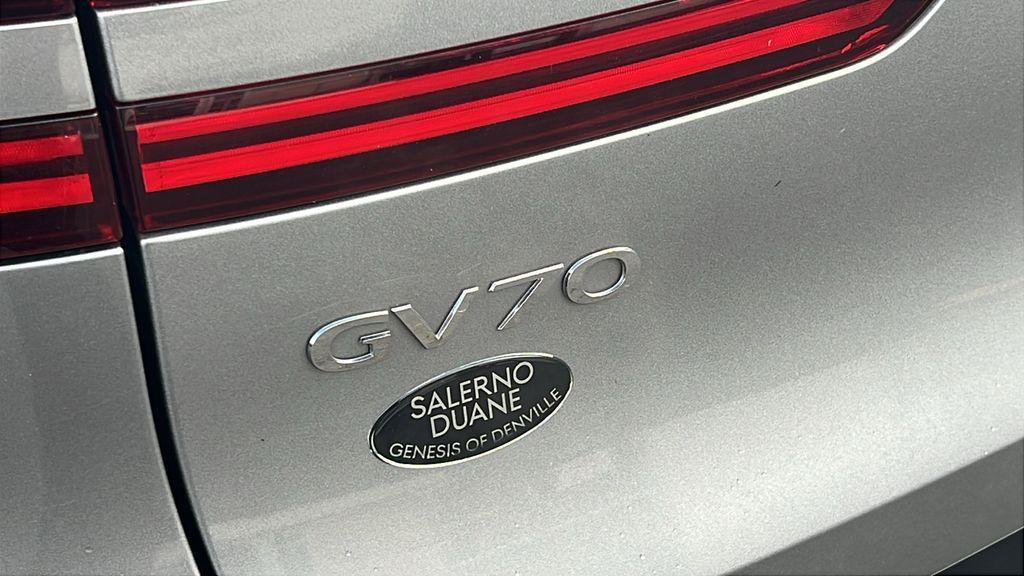 GV70
SALERNO
DUANE
GENESIS OF DENVILLE